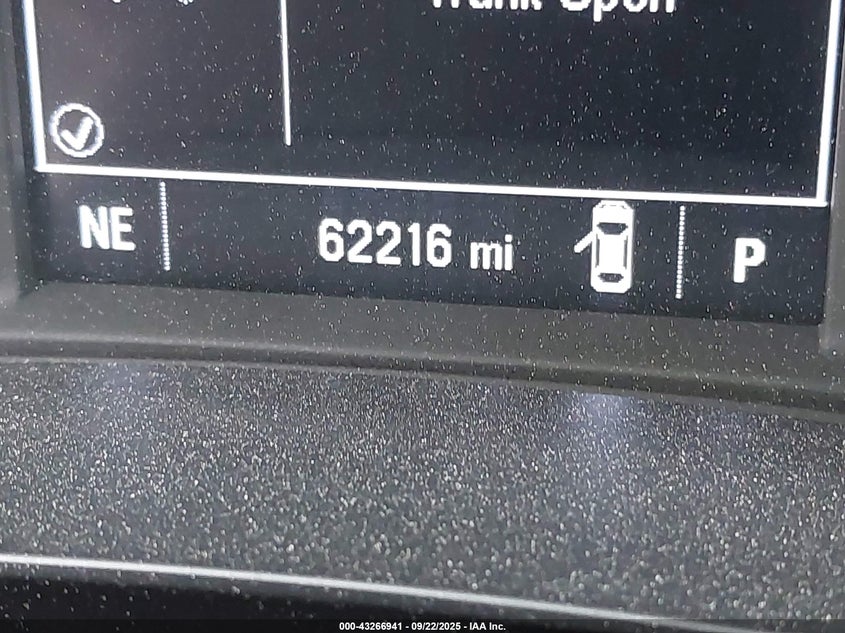 Trunk Open
NE 62216 mi P
000-43266941 - 09/22/2025 - IAA Inc.